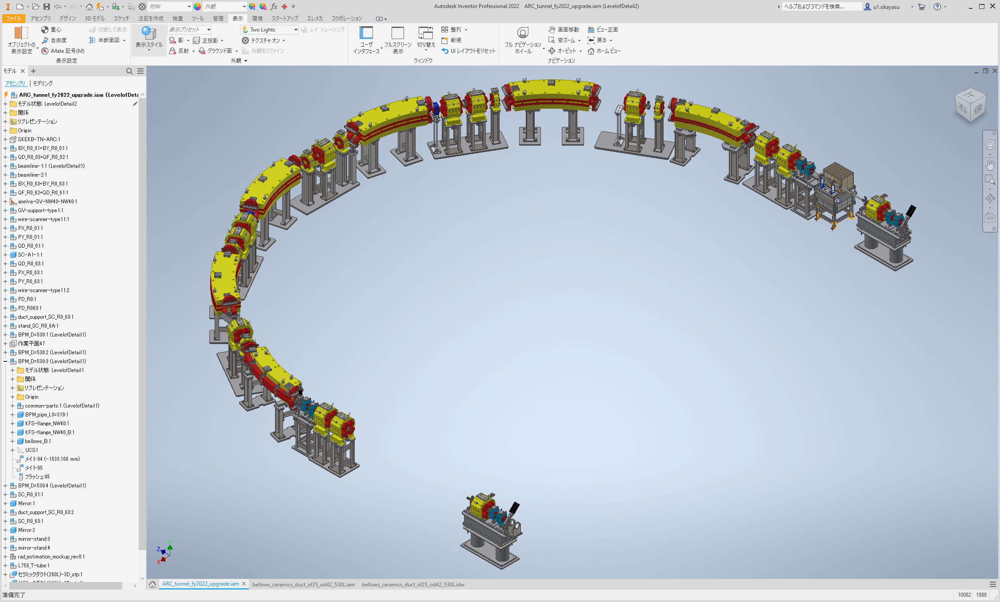 材料
外観
fx
Autodesk Inventor Professional 2022 ARC_tunnel_fy2022_upgrade.iam (LevelofDetail2)
ヘルプおよびコマンドを検索...
u1.okayasu
ファイル アセンブリ デザイン 3D モデル スケッチ 注記を作成 検査 ツール 管理 表示 環境 スタートアップ エレメカ コラボレーション
オブジェクトの
表示設定
重心
自由度
iMate 記号(M)
切断して表示
半断面図
表示設定
表示スタイル
表示プリセット
影
正投影
反射
グラウンド面
Two Lights
テクスチャ オン
外観をリファイン
レイ トレーシング
外観
ユーザ
インタフェース
フルスクリーン
表示
切り替え
整列
新規
UI レイアウトをリセット
ウィンドウ
フル ナビゲーション
ホイール
画面移動
窓ズーム
オービット
ビュー正面
戻る
ホーム ビュー
ナビゲーション
モデル
アセンブリ | モデリング
ARC_tunnel_fy2022_upgrade.iam (LevelofDeta
モデル状態: LevelofDetail2
関係
リプレゼンテーション
Origin
SKEKB-TN-ARC:1
BX_R0_01+BY_R0_01:1
QD_R0_03+QF_R0_02:1
beamline-1:1 (LevelofDetail1)
beamline-2:1
BX_R0_63+BY_R0_63:1
QF_R0_62+QD_R0_61:1
anelva-GV-NW40-NW40:1
GV-support-type1:1
wire-scanner-type11:1
PX_R0_01:1
PY_R0_01:1
QD_R0_01:1
SC-A1-1:1
QD_R0_63:1
PX_R0_63:1
PY_R0_63:1
wire-scanner-type11:2
PD_R0:1
PD_R063:1
duct_support_SC_R0_63:1
stand_SC_R0_6A:1
BPM_D=530:1 (LevelofDetail1)
作業平面47
BPM_D=530:2 (LevelofDetail1)
BPM_D=530:3 (LevelofDetail1)
モデル状態: LevelofDetail1
関係
リプレゼンテーション
Origin
common-parts:1 (LevelofDetail1)
BPM_pipe_L3=319:1
KFS-flange_NW40:1
KFS-flange_NW40_B:1
bellows_B:1
UCS1
メイト:94 (-1533.100 mm)
メイト:95
フラッシュ:95
BPM_D=530:4 (LevelofDetail1)
SC_R0_01:1
Mirror:1
duct_support_SC_R0_63:2
SC_R0_63:1
Mirror:2
mirror-stand:3
mirror-stand:4
rad_estimation_mockup_rev0:1
L759_T-tube:1
セラミックダクト(260L)-3D_stp:1
上
右
後
Y
Z
X
ARC_tunnel_fy2022_upgrade.iam
bellows_ceramics_duct_id35_od42_530L.iam
bellows_ceramics_duct_id35_od42_530L.idw
準備完了
10082 1888